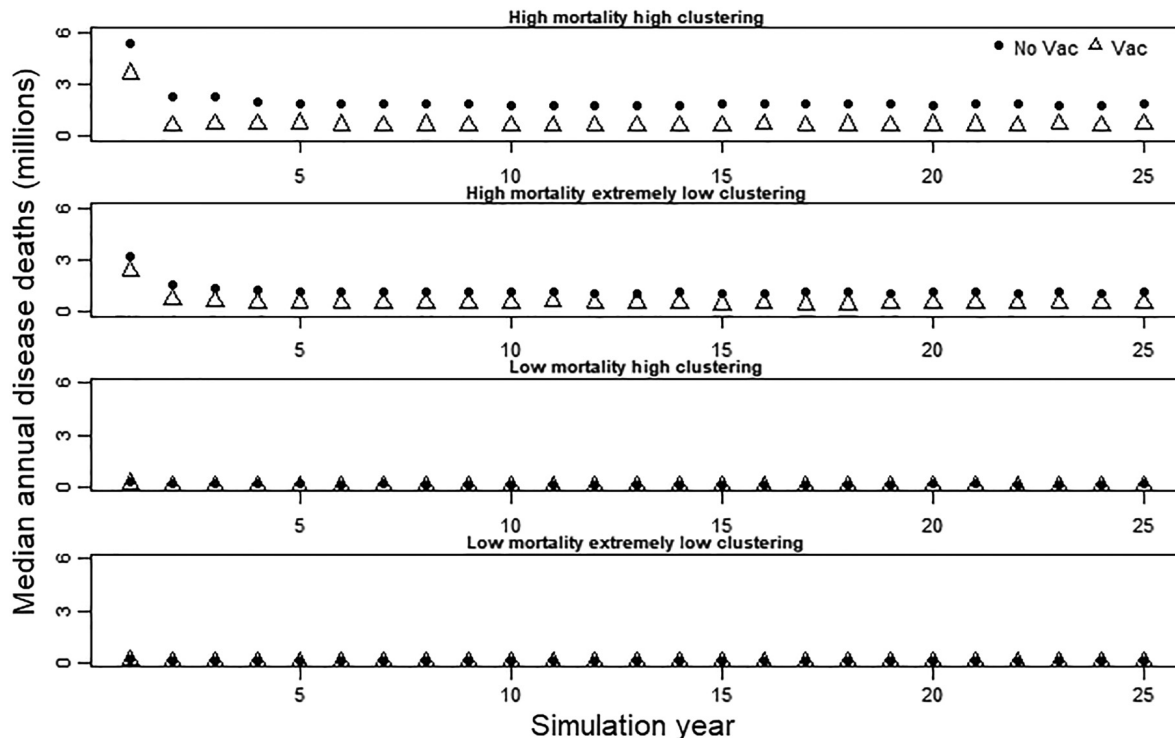 High mortality high clustering
6
3
0
No Vac
Vac
5 10 15 20 25
High mortality extremely low clustering
6
3
0
5 10 15 20 25
Low mortality high clustering
6
3
0
5 10 15 20 25
Low mortality extremely low clustering
6
3
0
5 10 15 20 25
Median annual disease deaths (millions)
Simulation year